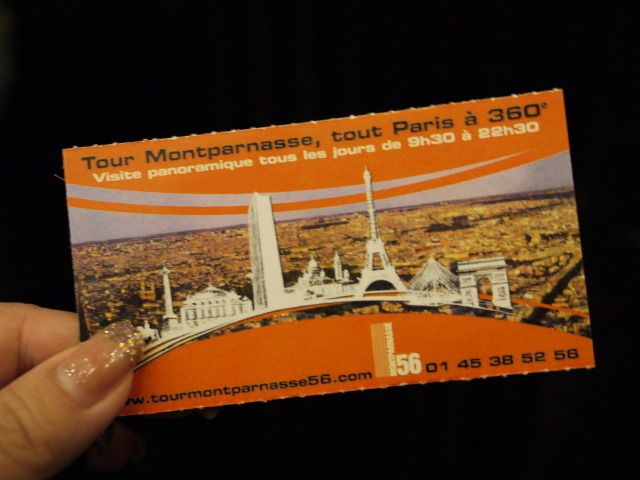 Tour Montparnasse, tout Paris à 360°
Visite panoramique tous les jours de 9h30 à 22h30
MONTPARNASSE 56
01 45 38 52 56
www.tourmontparnasse56.com